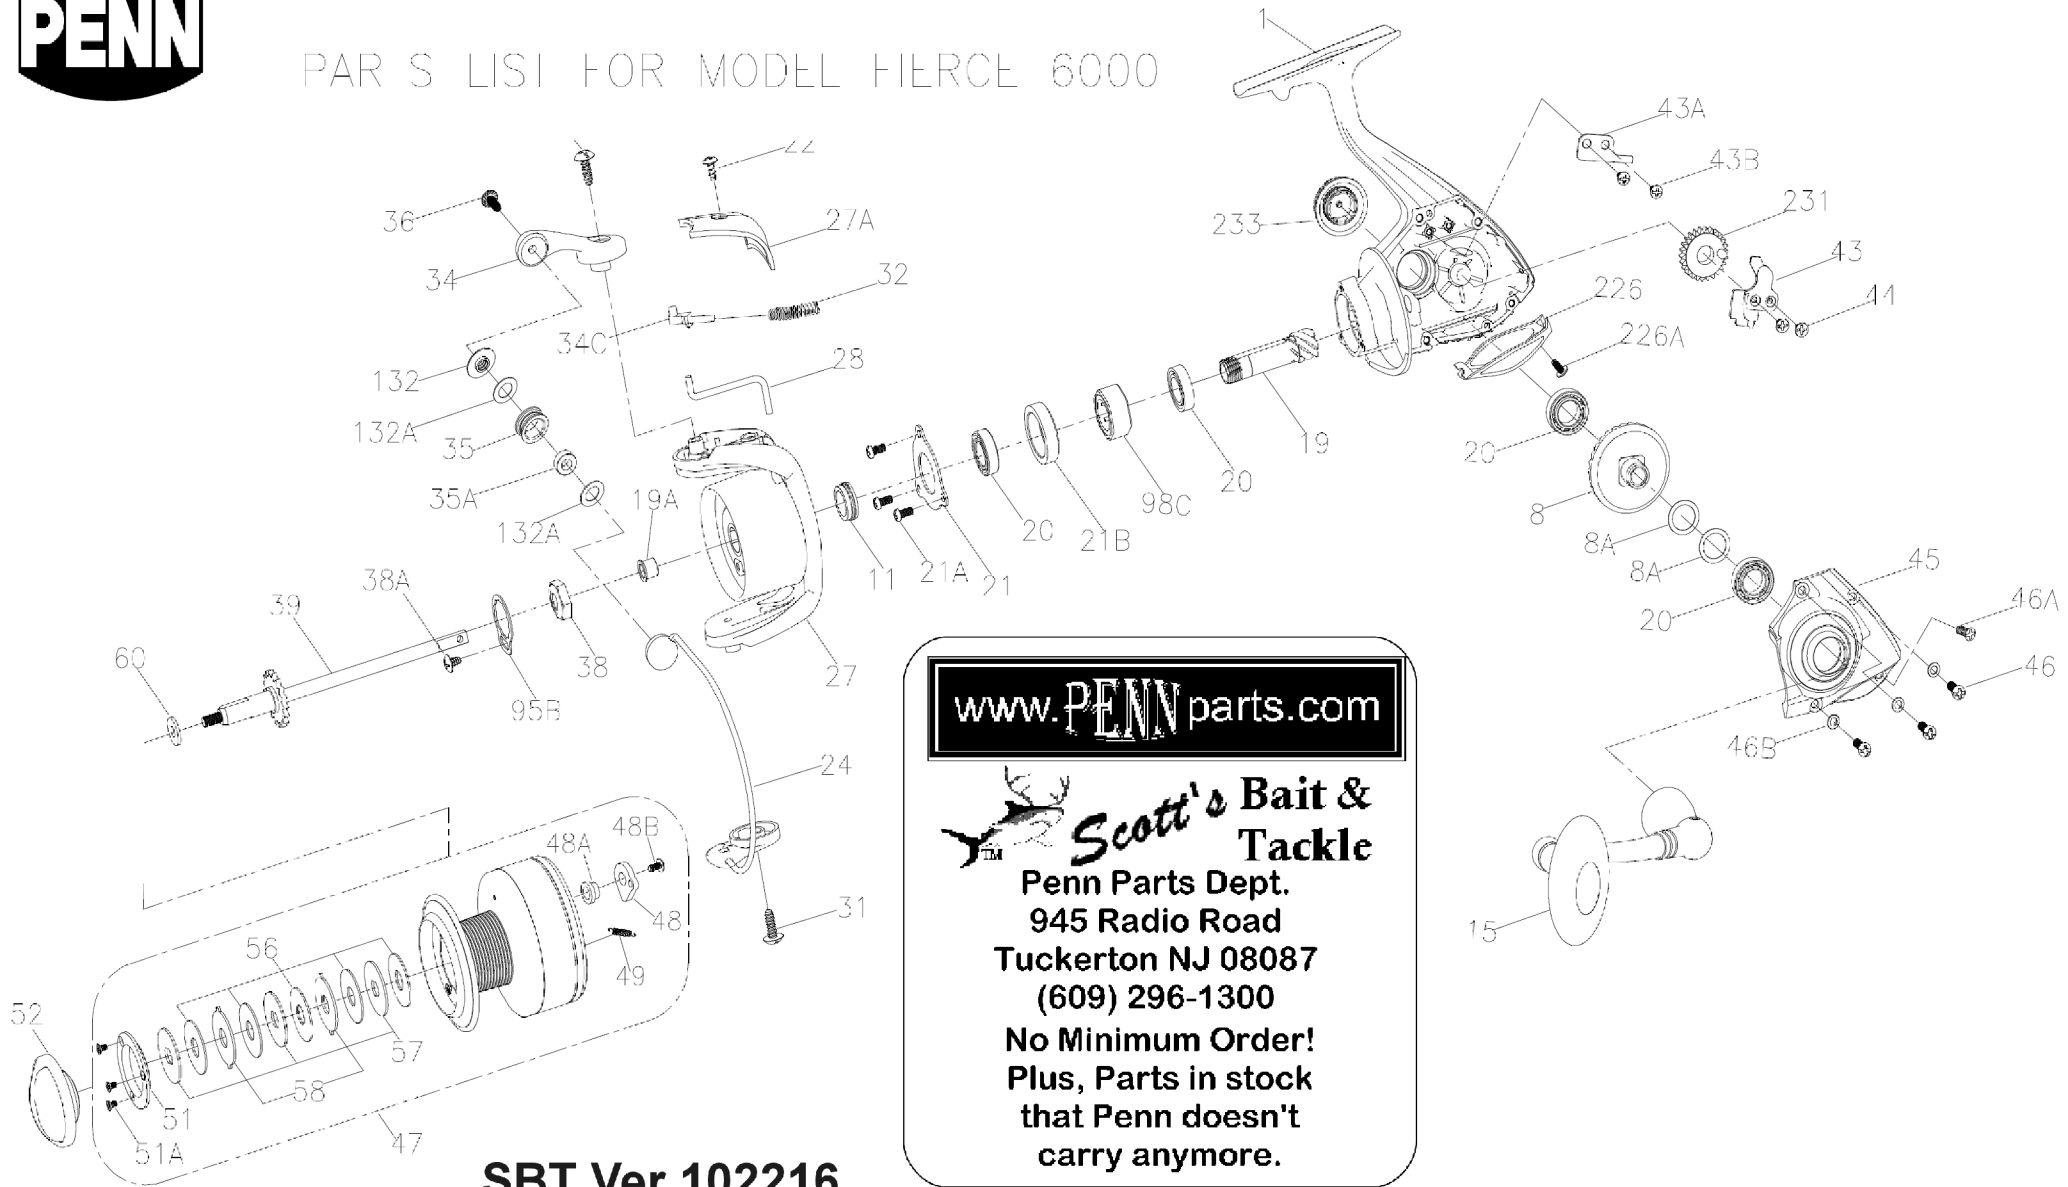 PENN
PAR S LIST FOR MODEL FIERCE 6000
1
43A
43B
22
36
27A
233
231
34
32
43
226
44
34C
226A
28
132
132A
35
19
20
35A
19A
20
98C
8
132A
20
21B
8A
38A
11
21A
21
8A
45
39
20
46A
60
38
27
46
95B
46B
24
48A
48B
31
48
15
56
49
52
57
58
51
51A
47
www.PENNparts.com
TM
Scott's Bait &
Tackle
Penn Parts Dept.
945 Radio Road
Tuckerton NJ 08087
(609) 296-1300
No Minimum Order!
Plus, Parts in stock
that Penn doesn't
carry anymore.
SBT Ver 102216